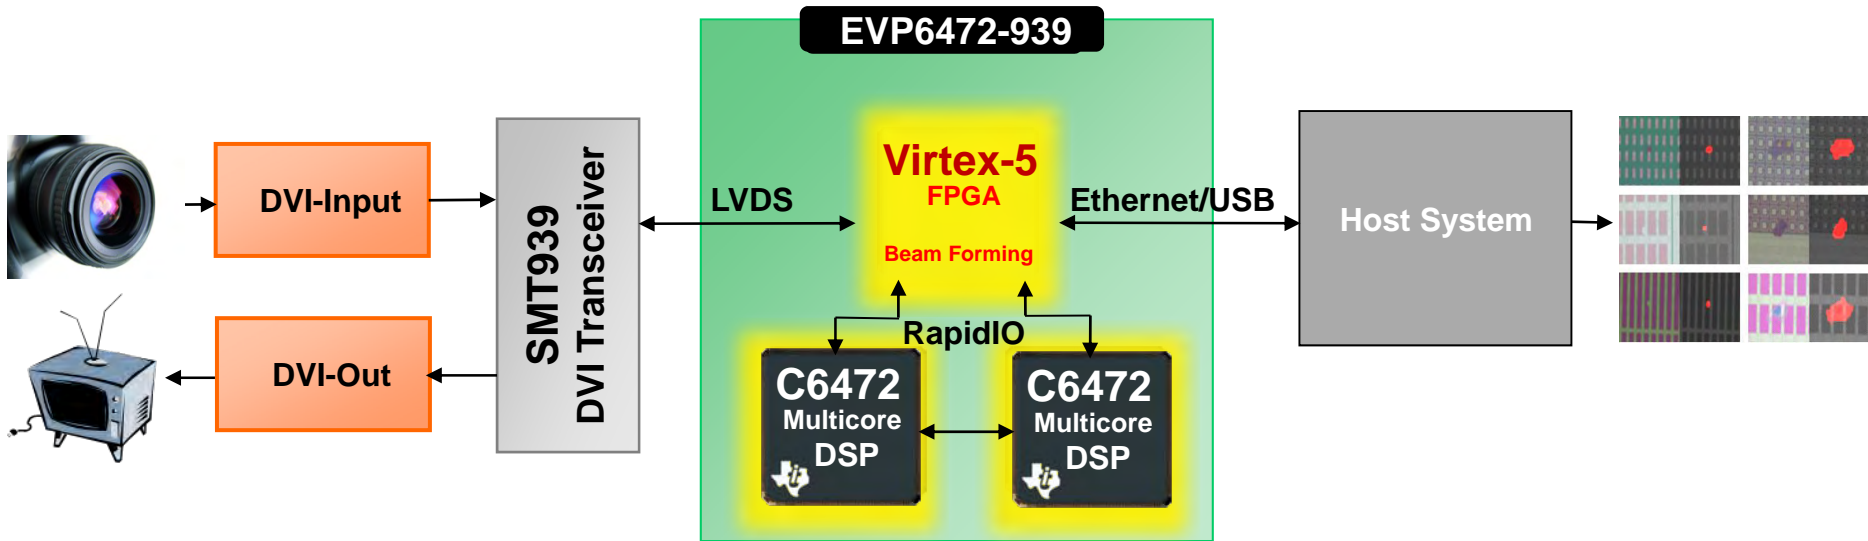 EVP6472-939
DVI-Input
DVI-Out
SMT939
DVI Transceiver
LVDS
Virtex-5
FPGA
Beam Forming
Ethernet/USB
RapidIO
C6472
Multicore
DSP
C6472
Multicore
DSP
Host System